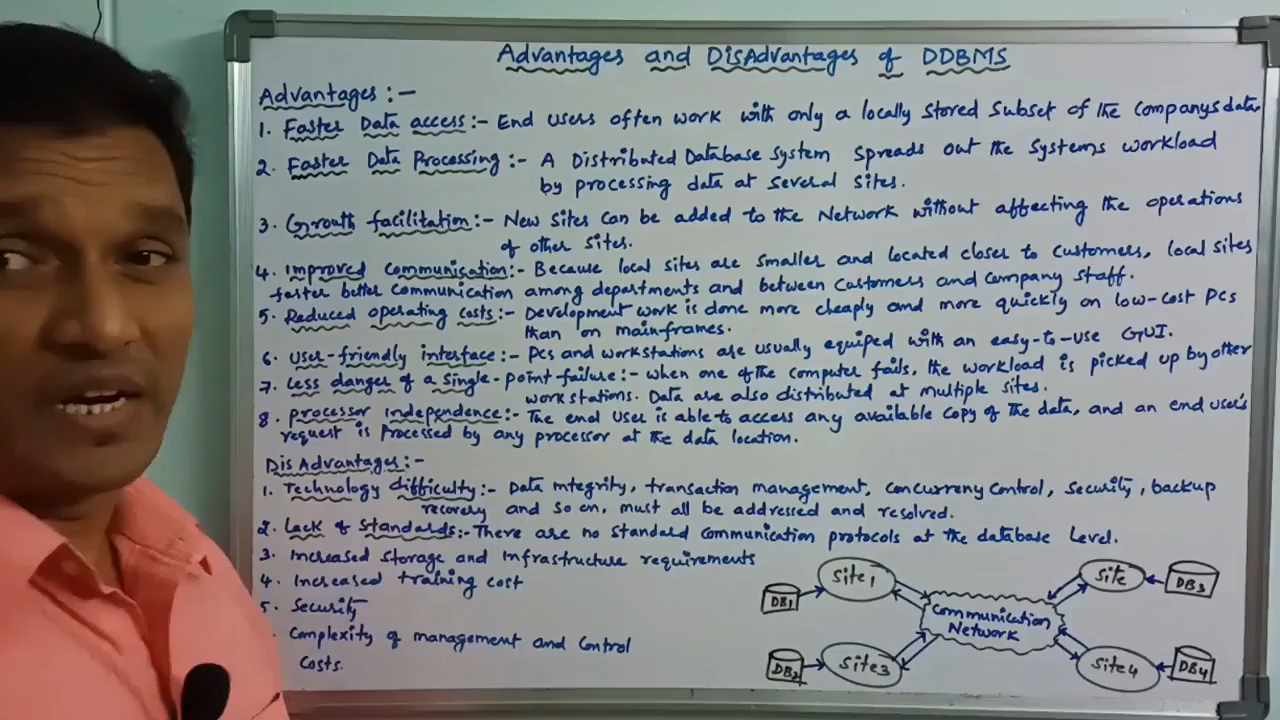 Advantages and DisAdvantages of DDBMS
Advantages :-
1. Faster Data access:- End users often work with only a locally stored subset of the companys data.
2. Faster Data Processing :- A Distributed Database system spreads out the systems workload
by processing data at several sites.
3. Growth facilitation:- New sites can be added to the Network without affecting the operations
of other sites.
4. Improved communication:- Because local sites are smaller and located closer to customers, local sites
faster better communication among departments and between customers and company staff.
5. Reduced operating costs:- Development work is done more cheaply and more quickly on low-cost PCs
than on main-frames.
6. User-friendly interface:- PCs and workstations are usually equiped with an easy-to-use GUI.
7. Less danger of a single-point failure:- when one of the computer fails, the workload is picked up by other
workstations. Data are also distributed at multiple sites.
8 processor independence:- The end user is able to access any available copy of the data, and an end user's
request is processed by any processor at the data location.
Dis Advantages:-
1. Technology difficulty:- Data integrity, transaction management, concurreny control, security, backup
recovery and so on, must all be addressed and resolved.
2. Lack of standards:- There are no standard communication protocols at the database level.
3. Increased storage and infrastructure requirements
4. Increased training cost
5. Security
. Complexity of management and control
costs.
DB1
Site1
Site
DB3
Communication
Network
DB2
site3
site4
DB4